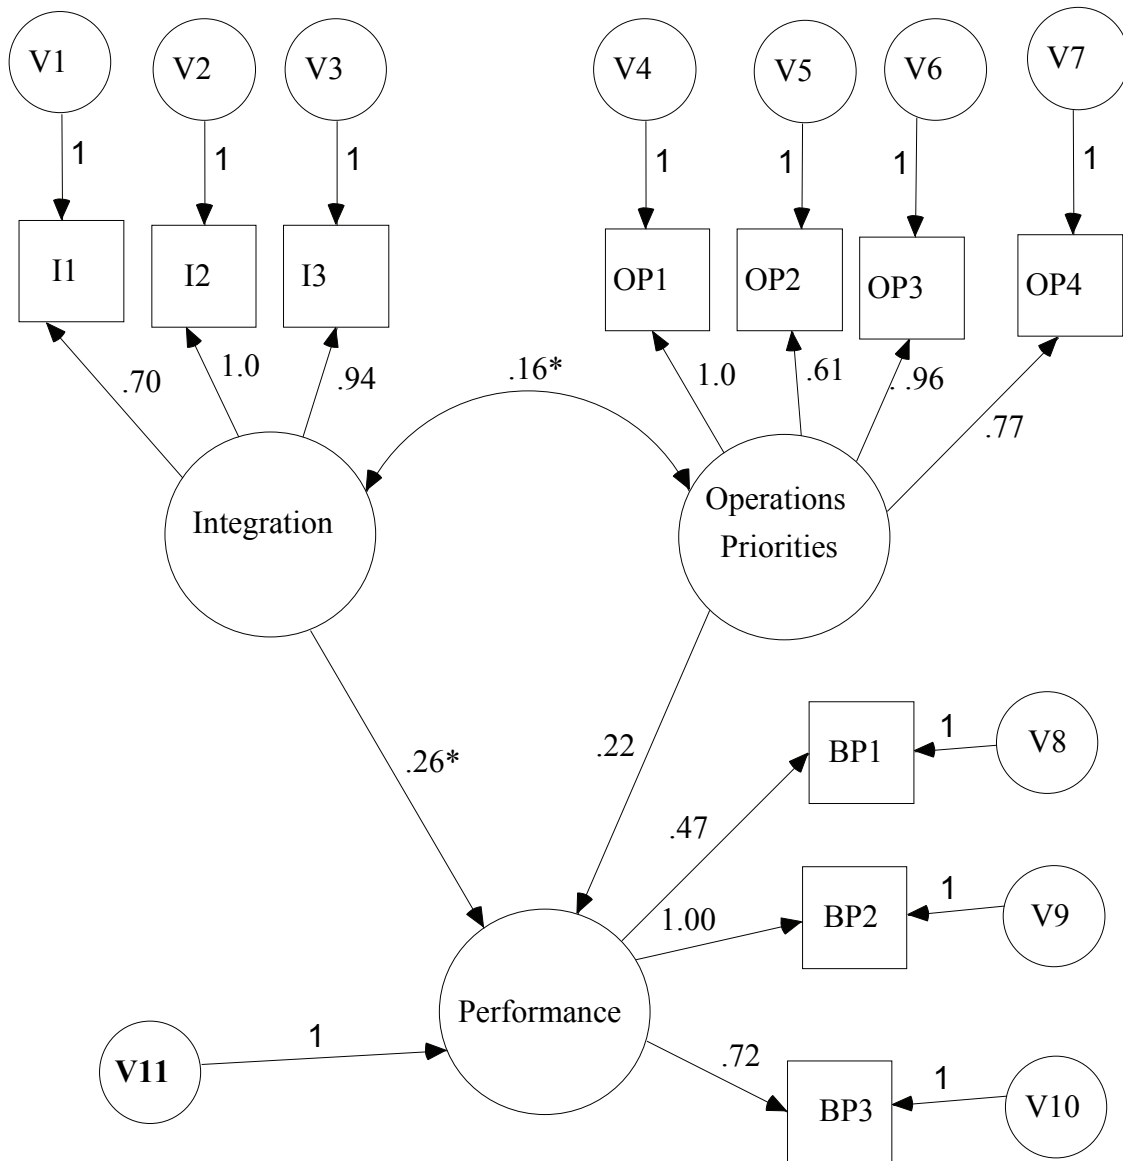 V1
V2
V3
V4
V5
V6
V7
1
1
1
1
1
1
1
I1
I2
I3
OP1
OP2
OP3
OP4
.70
1.0
.94
.16*
1.0
.61
. .96
.77
Integration
Operations
Priorities
.26*
.22
BP1
1
V8
.47
1.00
BP2
1
V9
Performance
V11
1
.72
BP3
1
V10